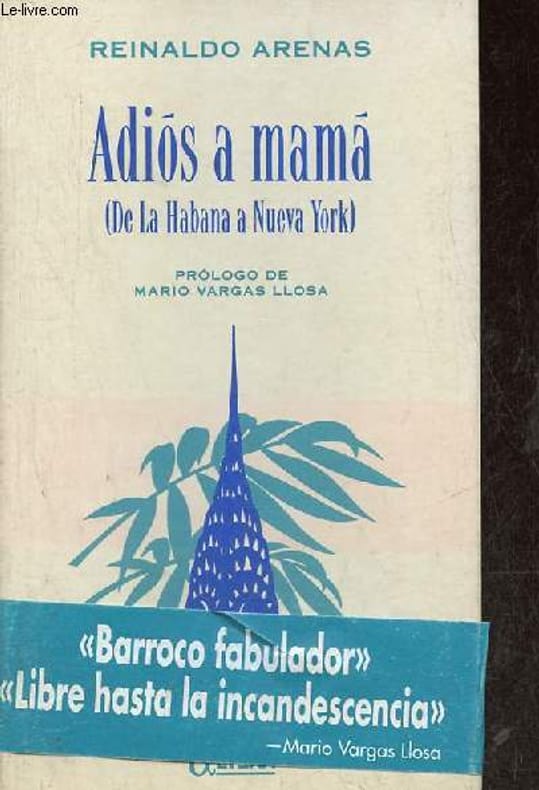 Le-livre.com
REINALDO ARENAS
Adiós a mamá
(De La Habana a Nueva York)
PRÓLOGO DE
MARIO VARGAS LLOSA
«Barroco fabulador»
«Libre hasta la incandescencia»
—Mario Vargas Llosa